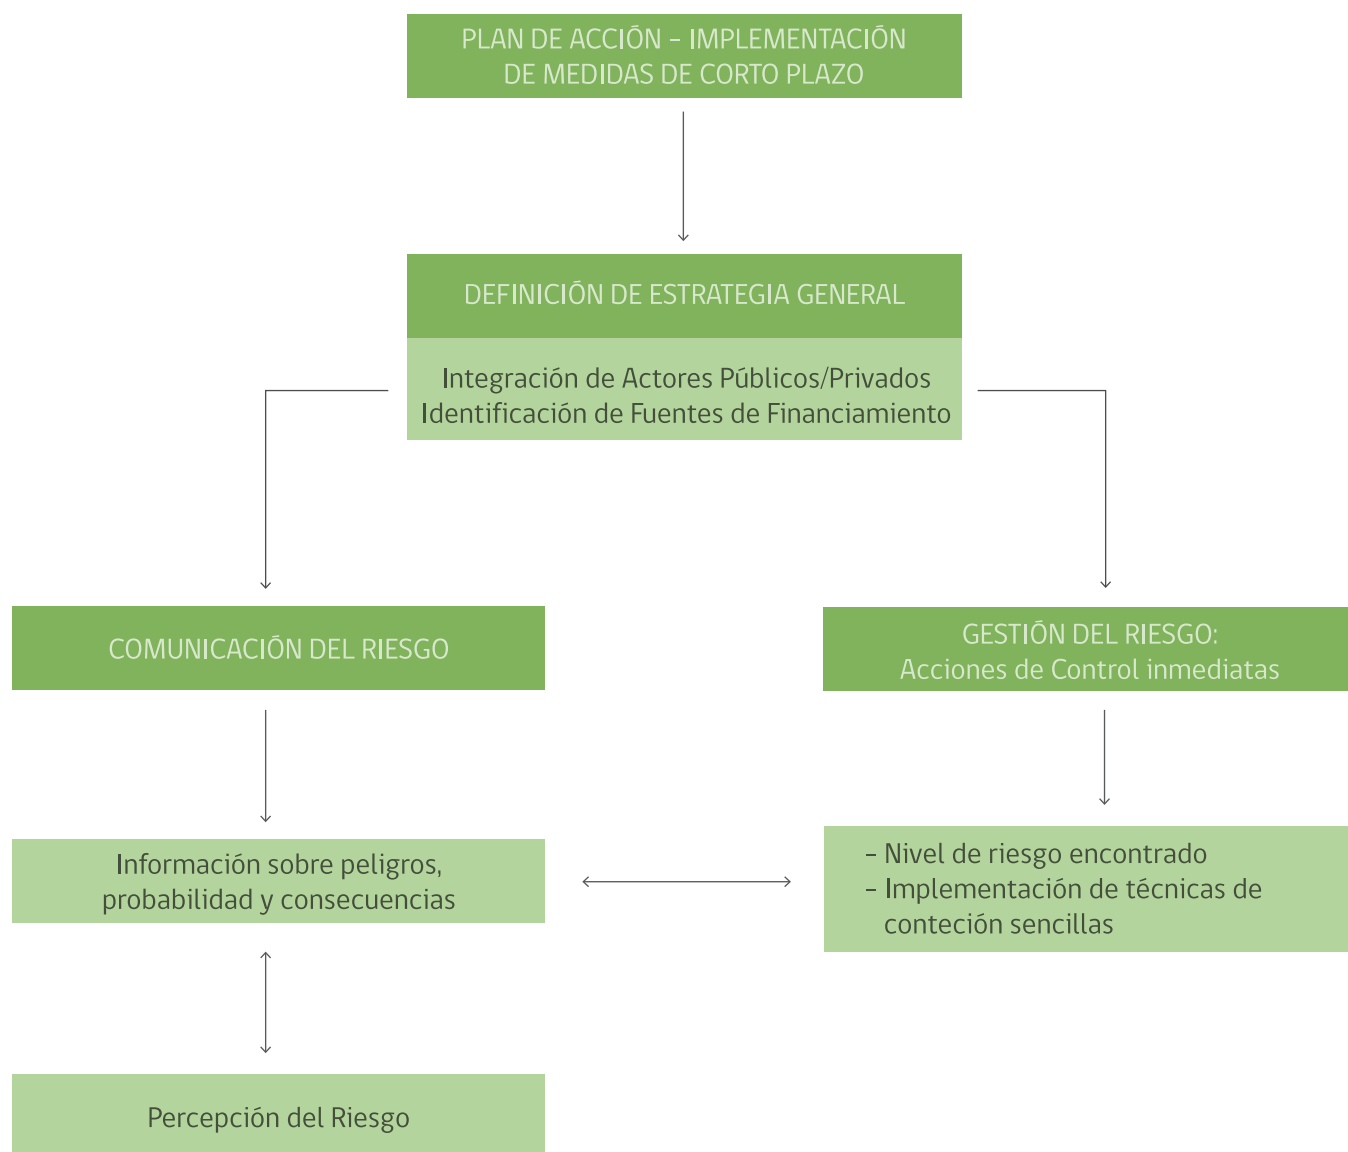 PLAN DE ACCIÓN – IMPLEMENTACIÓN
DE MEDIDAS DE CORTO PLAZO
DEFINICIÓN DE ESTRATEGIA GENERAL
Integración de Actores Públicos/Privados
Identificación de Fuentes de Financiamiento
COMUNICACIÓN DEL RIESGO
GESTIÓN DEL RIESGO:
Acciones de Control inmediatas
Información sobre peligros,
probabilidad y consecuencias
– Nivel de riesgo encontrado
– Implementación de técnicas de
conteción sencillas
Percepción del Riesgo